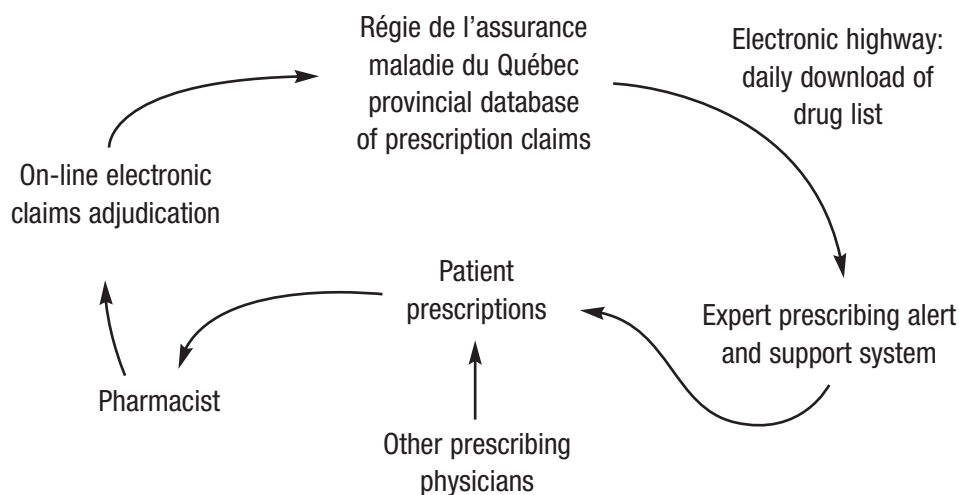 Régie de l’assurance
maladie du Québec
provincial database
of prescription claims
Electronic highway:
daily download of
drug list
On-line electronic
claims adjudication
Patient
prescriptions
Expert prescribing alert
and support system
Pharmacist
Other prescribing
physicians